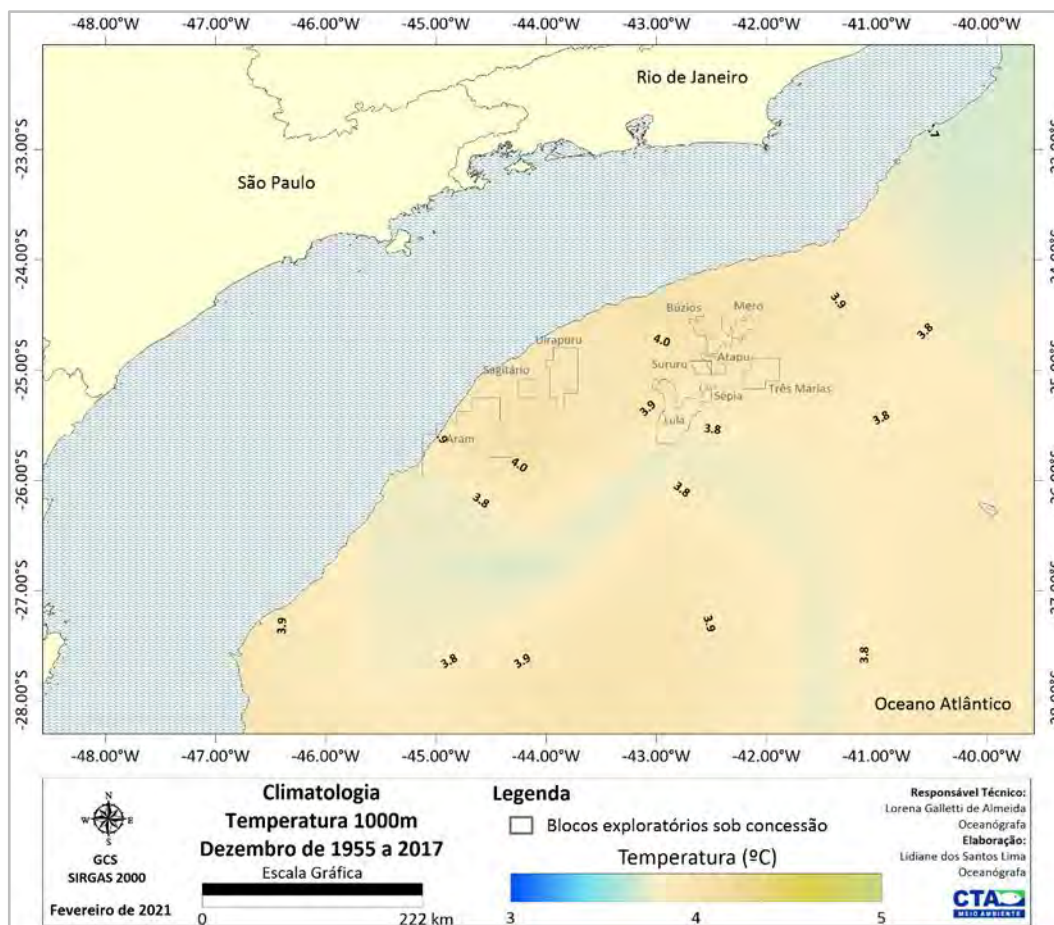 -48.00°W -47.00°W -46.00°W -45.00°W -44.00°W -43.00°W -42.00°W -41.00°W -40.00°W
Rio de Janeiro
-23.00°S
São Paulo
-24.00°S
3.9
Búzios Mero
3.8
4.0
Uirapuru
Atapu
-25.00°S
Sururu
Sagitário
Três Marias
Sépia
3.9
3.8
Lula
3.8
Aram
4.0
-26.00°S
3.8
3.8
-27.00°S
3.9
3.9
3.8
3.9
3.8
-28.00°S
Oceano Atlântico
-48.00°W -47.00°W -46.00°W -45.00°W -44.00°W -43.00°W -42.00°W -41.00°W -40.00°W
N
W E
S
GCS
SIRGAS 2000
Fevereiro de 2021
Climatologia
Temperatura 1000m
Dezembro de 1955 a 2017
Escala Gráfica
0 222 km
Legenda
Blocos exploratórios sob concessão
Temperatura (ºC)
3 4 5
Responsável Técnico:
Lorena Galletti de Almeida
Oceanógrafa
Elaboração:
Lidiane dos Santos Lima
Oceanógrafa
CTA
MEIO AMBIENTE